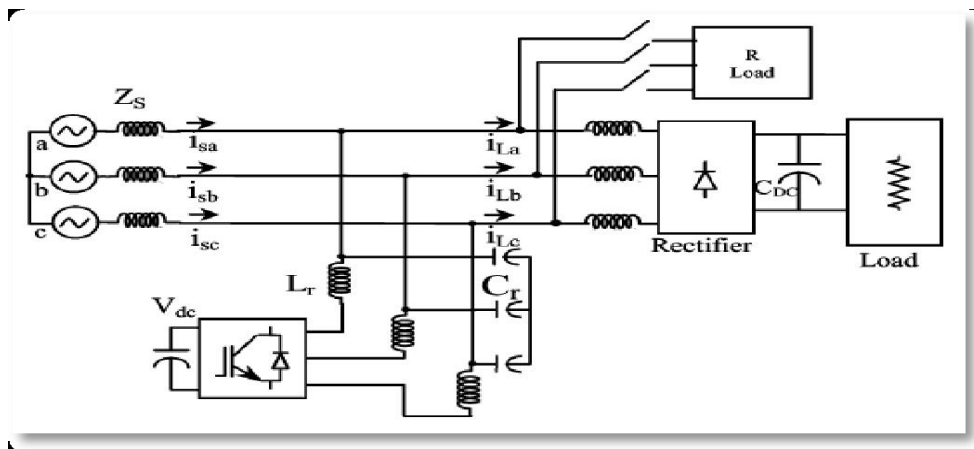 R
Load
Z_S
a
i_sa
i_La
b
i_sb
i_Lb
C_DC
c
i_sc
i_Lc
Rectifier
Load
L_r
C_r
V_dc